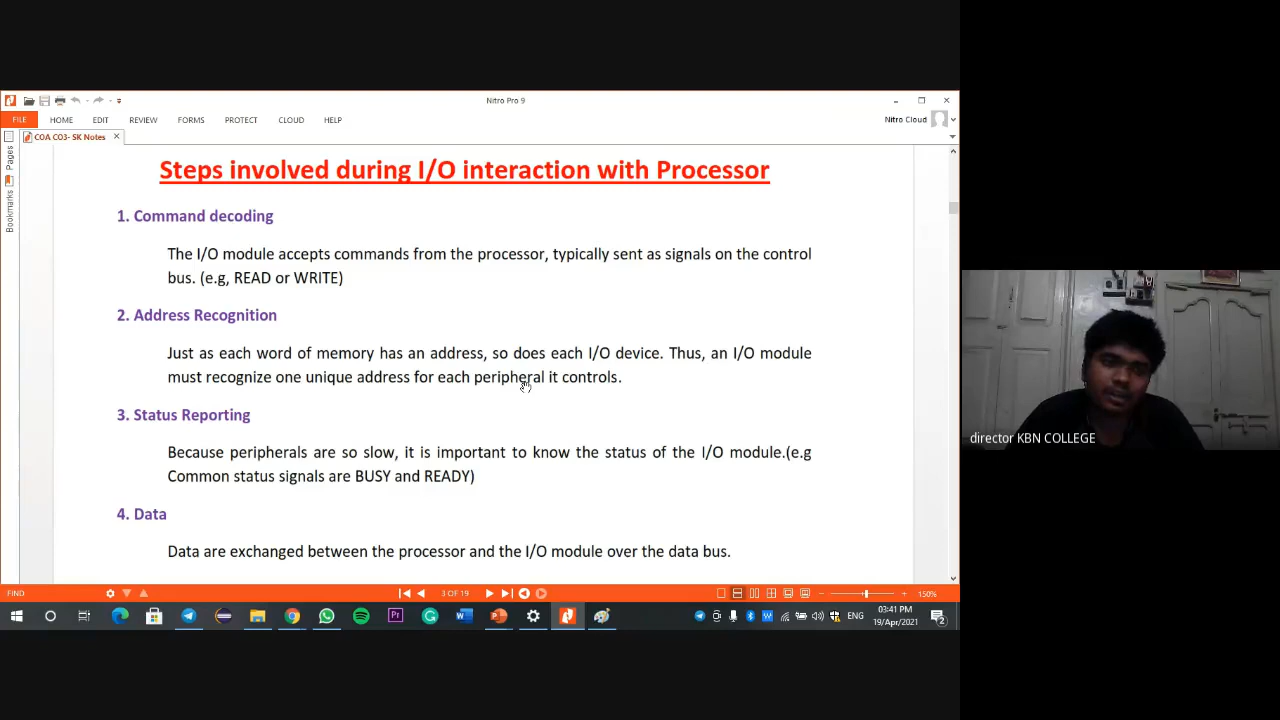 Nitro Pro 9
FILE HOME EDIT REVIEW FORMS PROTECT CLOUD HELP
Nitro Cloud
COA CO3- SK Notes
Pages
Bookmarks
Steps involved during I/O interaction with Processor
1. Command decoding
The I/O module accepts commands from the processor, typically sent as signals on the control
bus. (e.g, READ or WRITE)
2. Address Recognition
Just as each word of memory has an address, so does each I/O device. Thus, an I/O module
must recognize one unique address for each peripheral it controls.
3. Status Reporting
Because peripherals are so slow, it is important to know the status of the I/O module.(e.g
Common status signals are BUSY and READY)
4. Data
Data are exchanged between the processor and the I/O module over the data bus.
director KBN COLLEGE
FIND
3 OF 19
150%
ENG
03:41 PM
19/Apr/2021
2